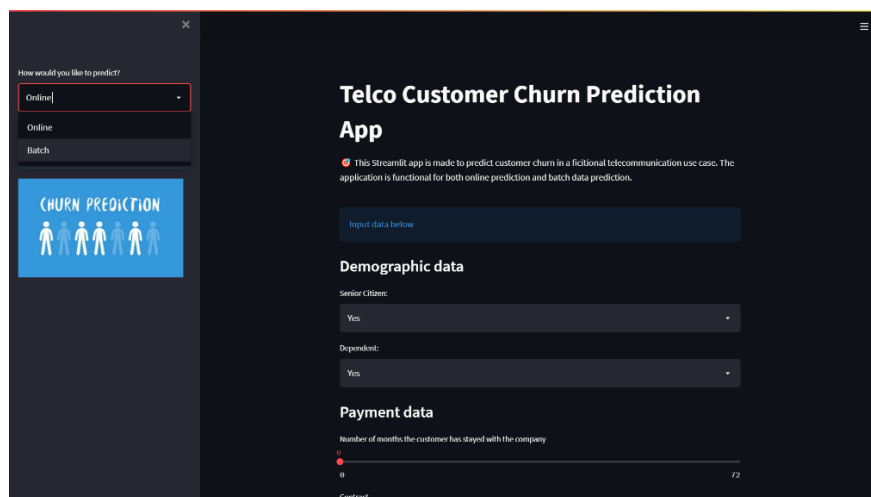 ×
How would you like to predict?
Online
Online
Batch
CHURN PREDICTION
Telco Customer Churn Prediction
App
🎯 This Streamlit app is made to predict customer churn in a ficitional telecommunication use case. The
application is functional for both online prediction and batch data prediction.
Input data below
Demographic data
Senior Citizen:
Yes
Dependent:
Yes
Payment data
Number of months the customer has stayed with the company
0
0
72
Contract